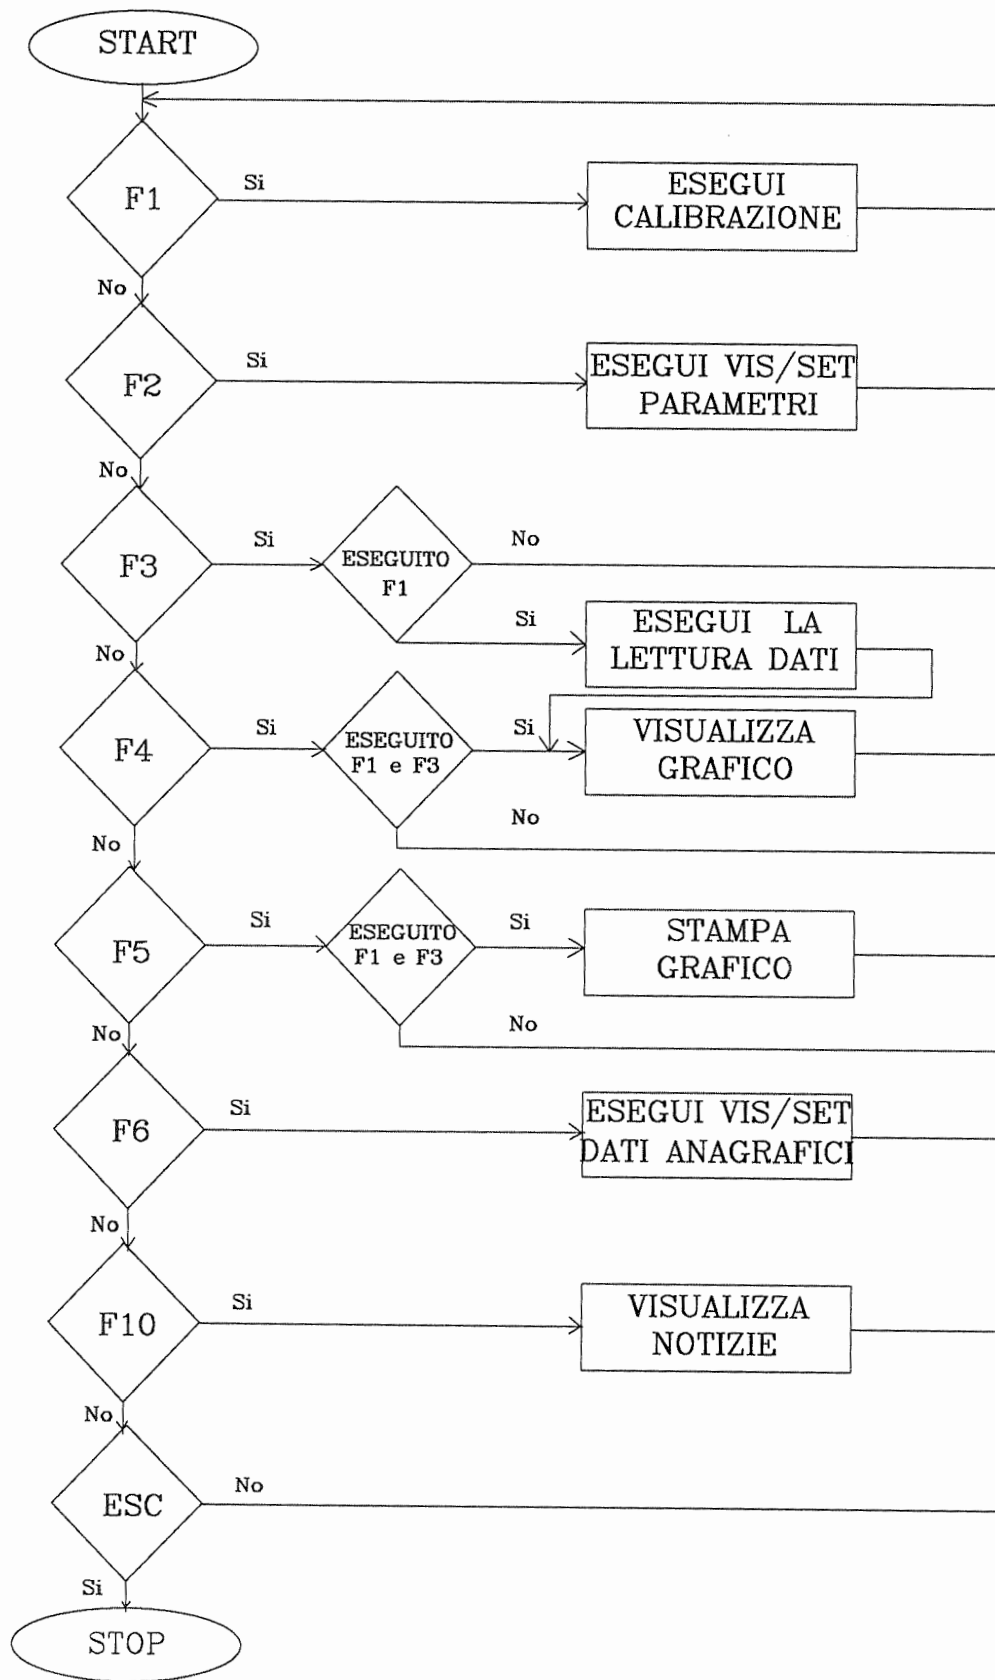 START
F1
Si
ESEGUI
CALIBRAZIONE
No
F2
Si
ESEGUI VIS/SET
PARAMETRI
No
F3
Si
ESEGUITO
F1
No
Si
ESEGUI LA
LETTURA DATI
No
F4
Si
ESEGUITO
F1 e F3
Si
VISUALIZZA
GRAFICO
No
No
F5
Si
ESEGUITO
F1 e F3
Si
STAMPA
GRAFICO
No
No
F6
Si
ESEGUI VIS/SET
DATI ANAGRAFICI
No
F10
Si
VISUALIZZA
NOTIZIE
No
ESC
No
Si
STOP